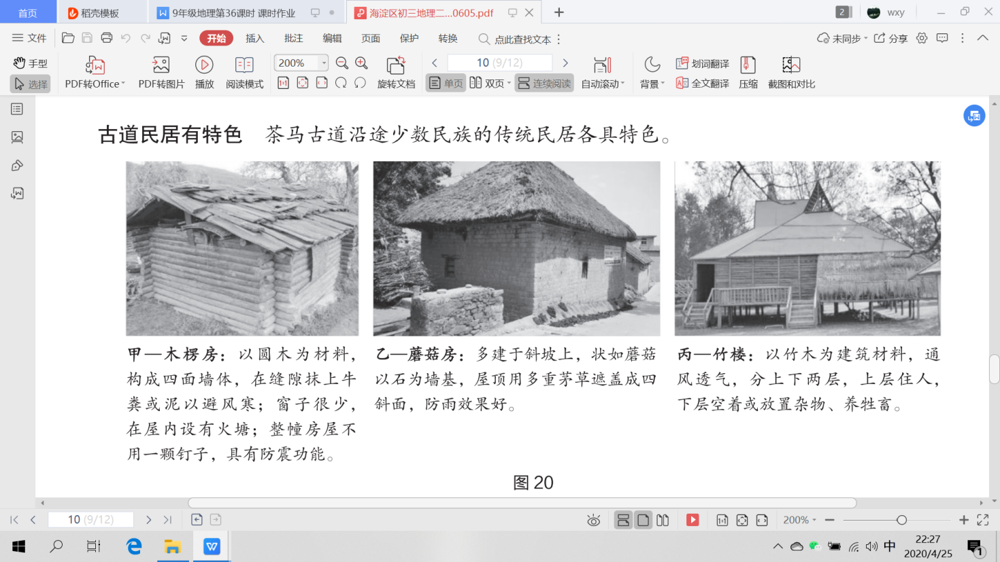 首页
稻壳模板
9年级地理第36课时 课时作业
海淀区初三地理二...0605.pdf
2
wxy
文件
开始
插入
批注
编辑
页面
保护
转换
点此查找文本
未同步
分享
手型
选择
PDF转Office
PDF转图片
播放
阅读模式
200%
旋转文档
10 (9/12)
单页
双页
连续阅读
自动滚动
背景
划词翻译
全文翻译
压缩
截图和对比
古道民居有特色 茶马古道沿途少数民族的传统民居各具特色。
甲—木楞房：以圆木为材料，
构成四面墙体，在缝隙抹上牛
粪或泥以避风寒；窗子很少，
在屋内设有火塘；整幢房屋不
用一颗钉子，具有防震功能。
乙—蘑菇房：多建于斜坡上，状如蘑菇
以石为墙基，屋顶用多重茅草遮盖成四
斜面，防雨效果好。
丙—竹楼：以竹木为建筑材料，通
风透气，分上下两层，上层住人，
下层空着或放置杂物、养牲畜。
图 20
10 (9/12)
200%
中
22:27
2020/4/25
1